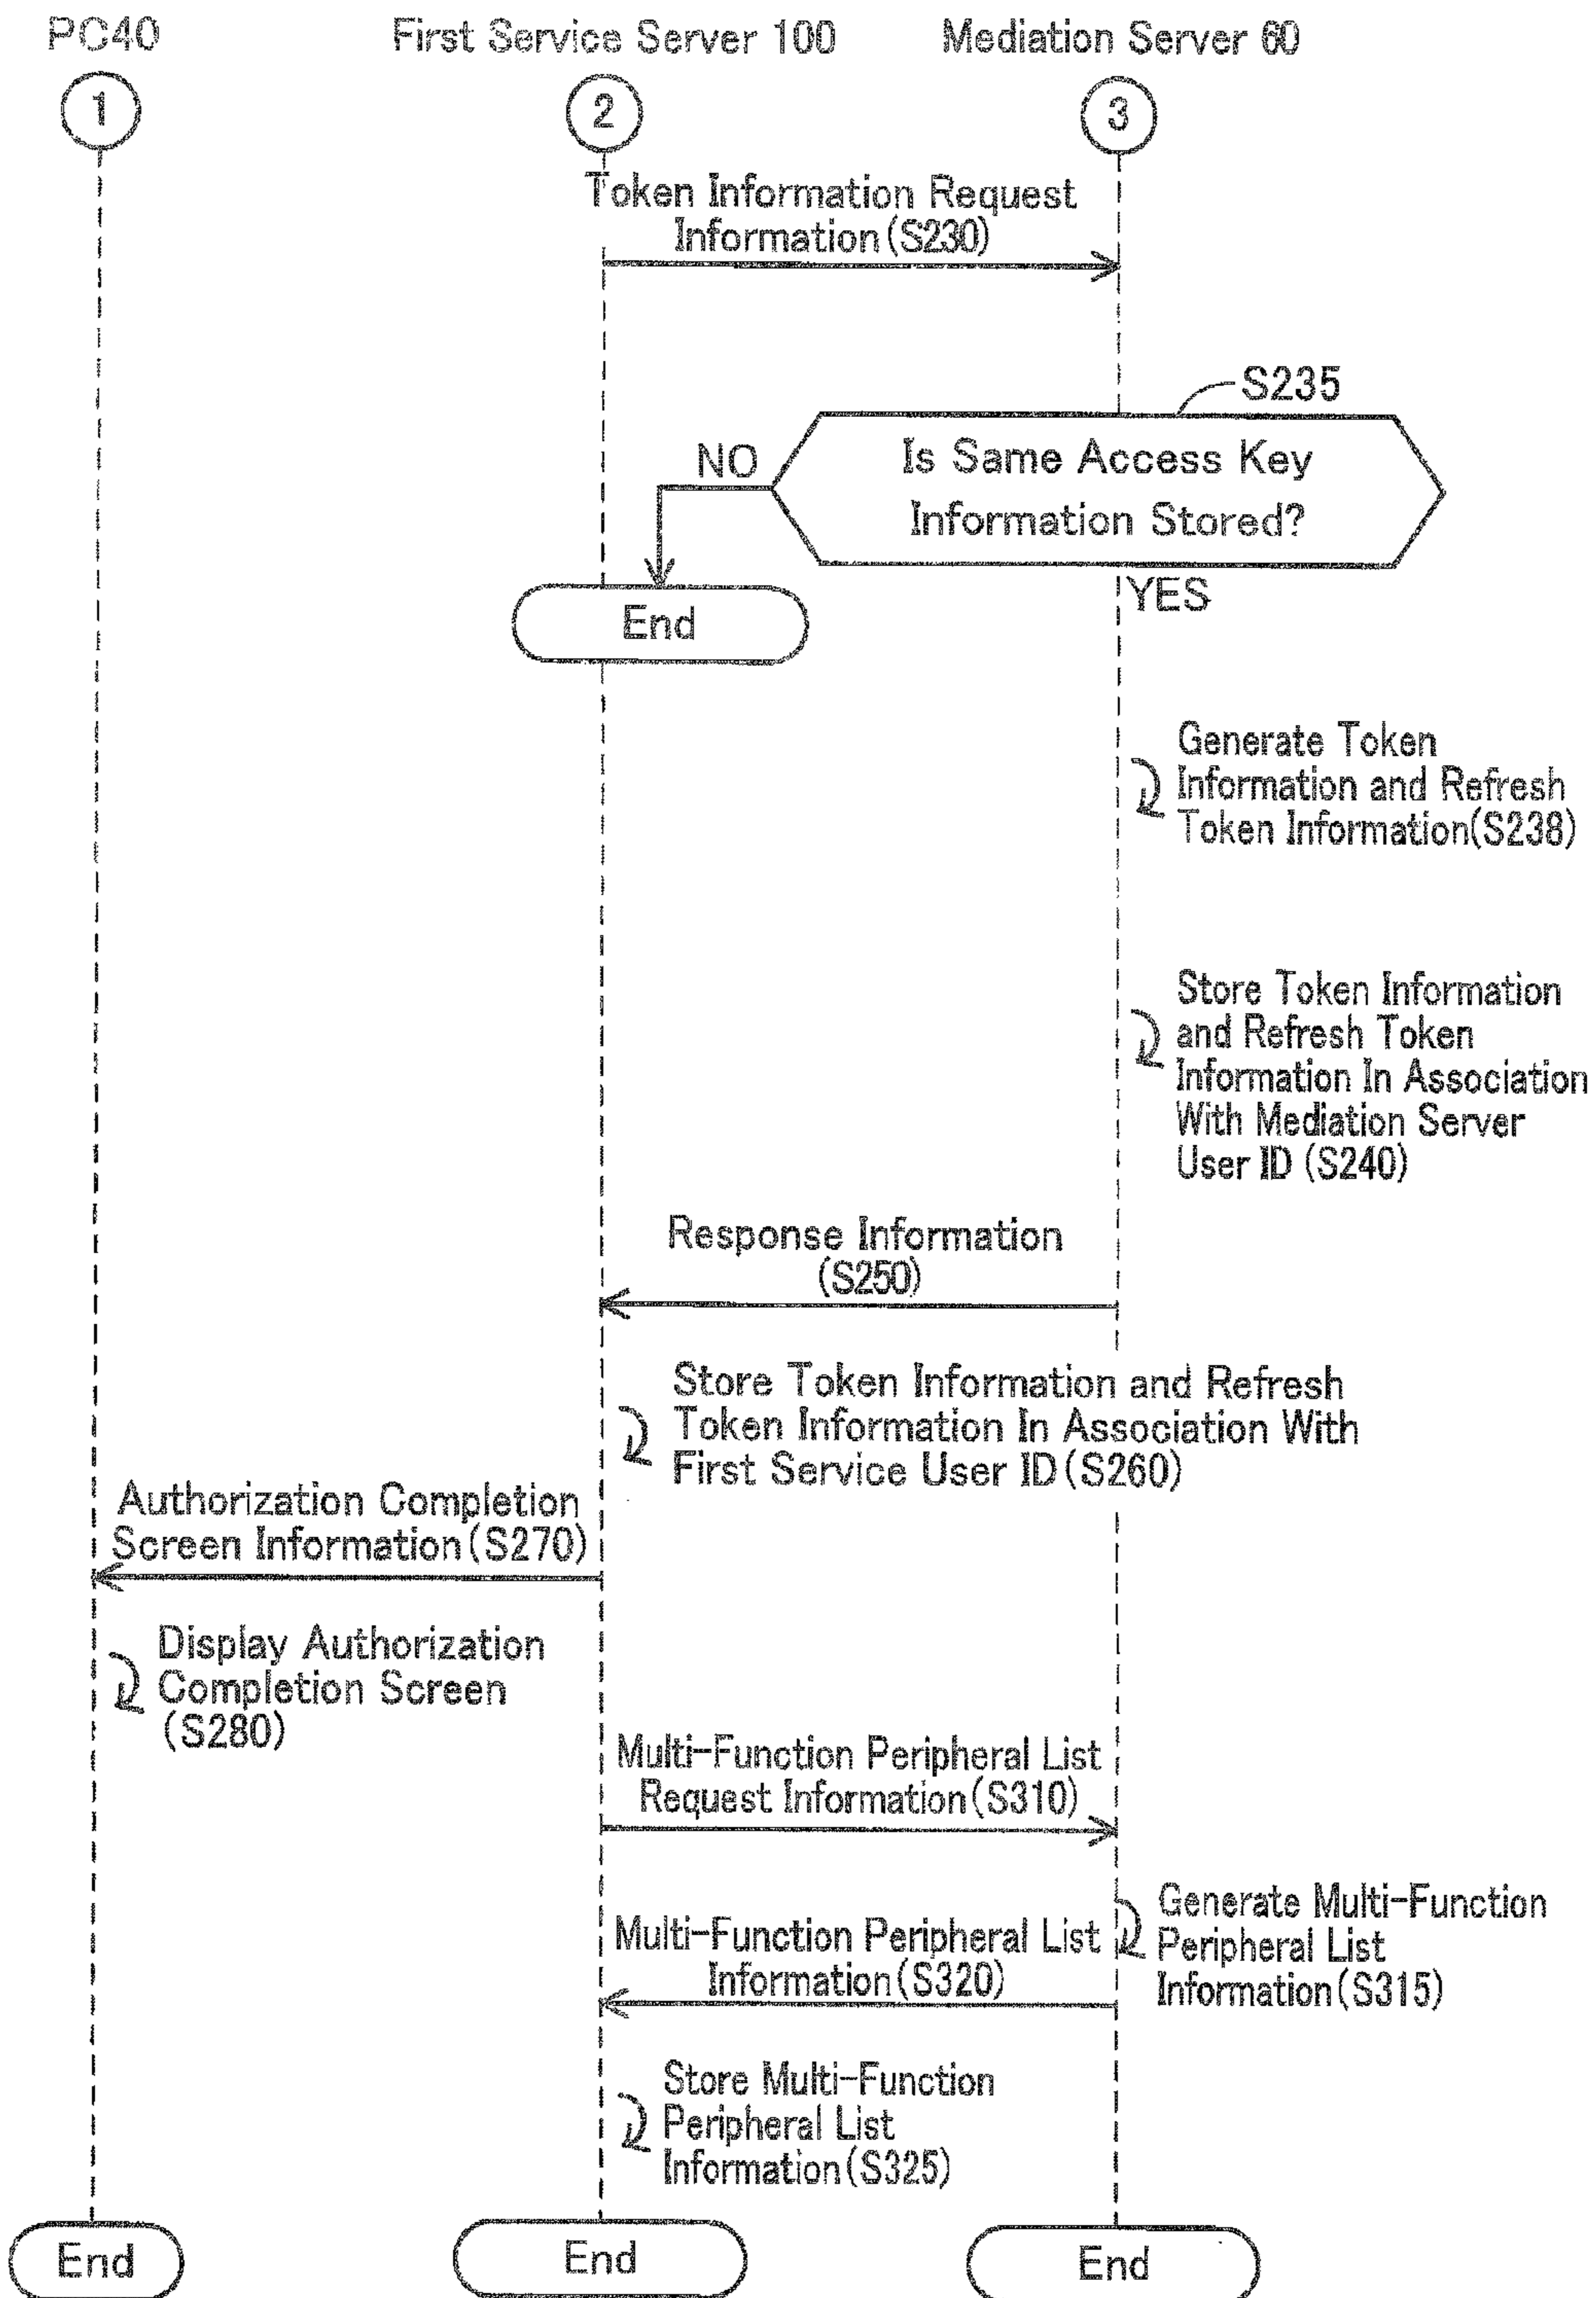 PC40
First Service Server 100
Mediation Server 60
1
2
3
Token Information Request
Information(S230)
S235
Is Same Access Key
Information Stored?
NO
End
YES
Generate Token
Information and Refresh
Token Information(S238)
Store Token Information
and Refresh Token
Information In Association
With Mediation Server
User ID (S240)
Response Information
(S250)
Store Token Information and Refresh
Token Information In Association With
First Service User ID(S260)
Authorization Completion
Screen Information(S270)
Display Authorization
Completion Screen
(S280)
Multi-Function Peripheral List
Request Information(S310)
Generate Multi-Function
Peripheral List
Information(S315)
Multi-Function Peripheral List
Information(S320)
Store Multi-Function
Peripheral List
Information(S325)
End
End
End